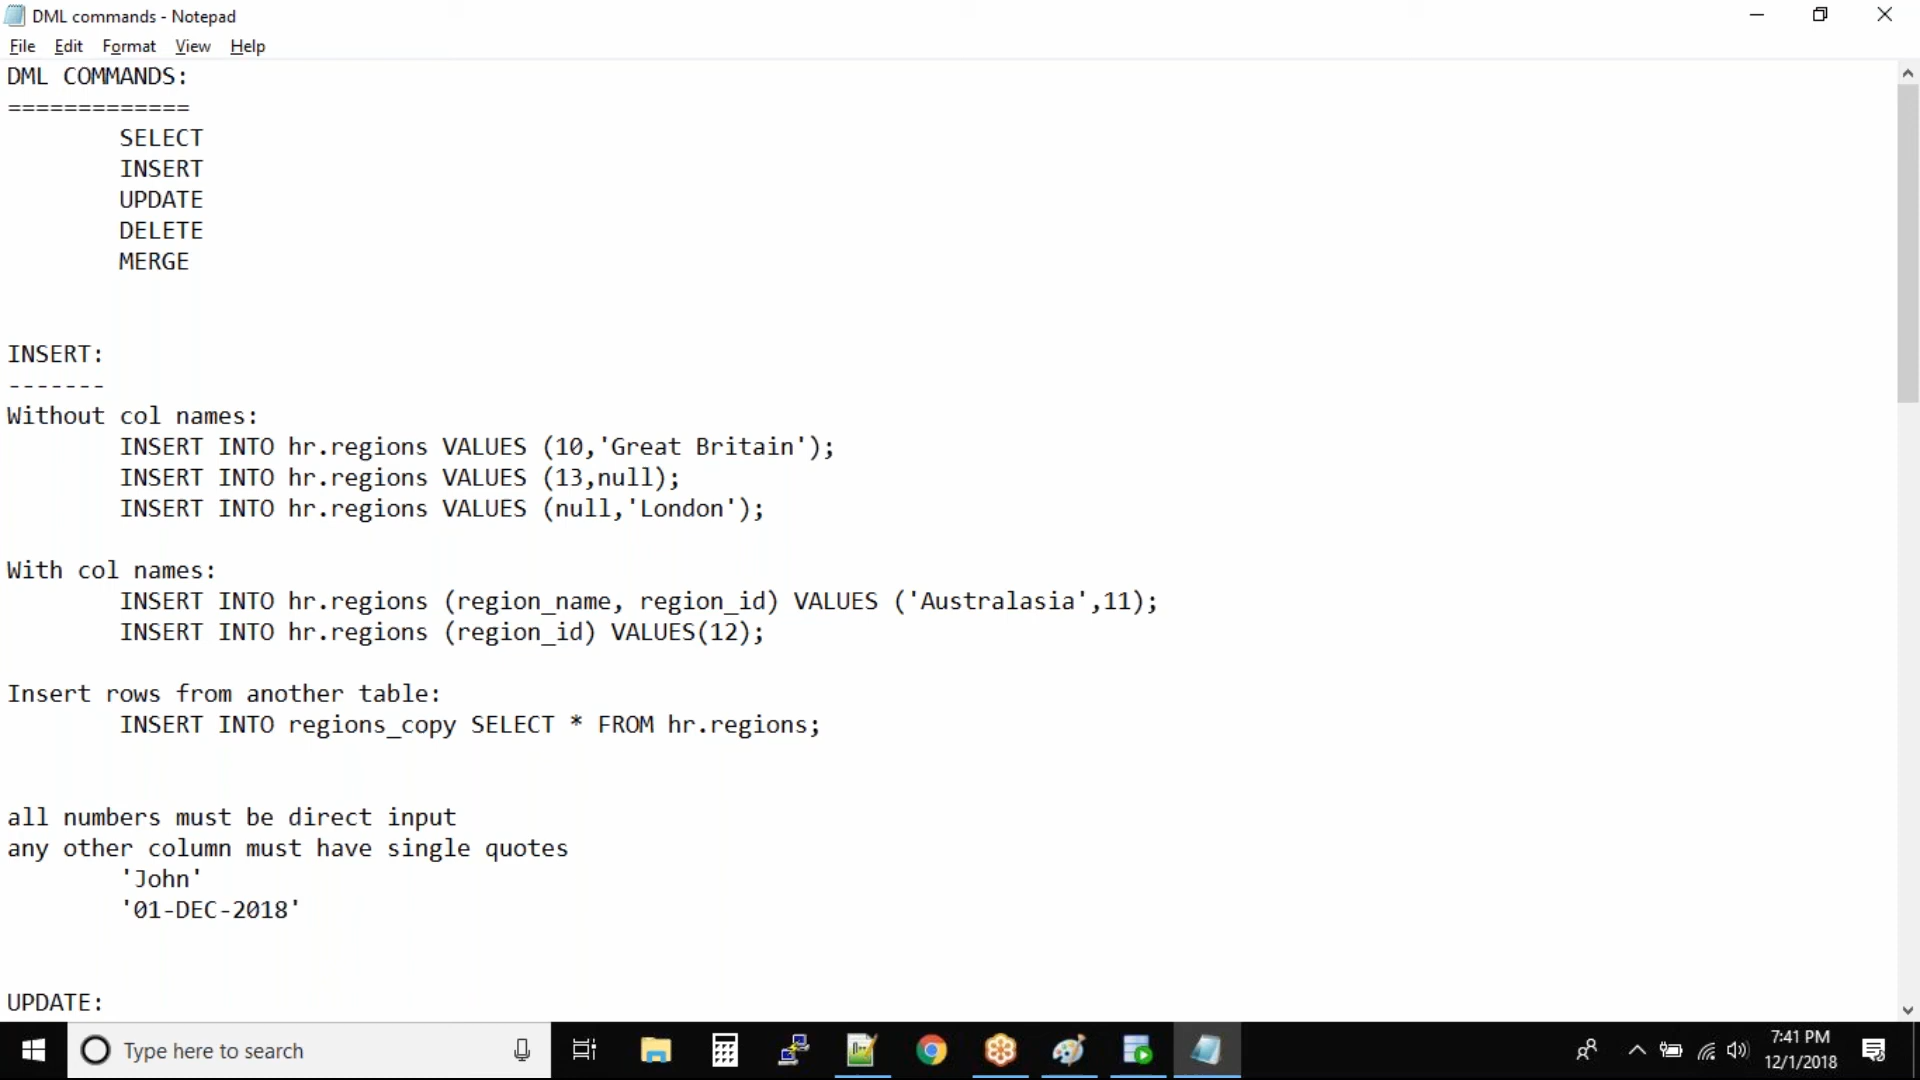 DML commands - Notepad
File Edit Format View Help
DML COMMANDS:
=============
SELECT
INSERT
UPDATE
DELETE
MERGE
INSERT:
-------
Without col names:
INSERT INTO hr.regions VALUES (10,'Great Britain');
INSERT INTO hr.regions VALUES (13,null);
INSERT INTO hr.regions VALUES (null,'London');
With col names:
INSERT INTO hr.regions (region_name, region_id) VALUES ('Australasia',11);
INSERT INTO hr.regions (region_id) VALUES(12);
Insert rows from another table:
INSERT INTO regions_copy SELECT * FROM hr.regions;
all numbers must be direct input
any other column must have single quotes
'John'
'01-DEC-2018'
UPDATE:
Type here to search
7:41 PM
12/1/2018